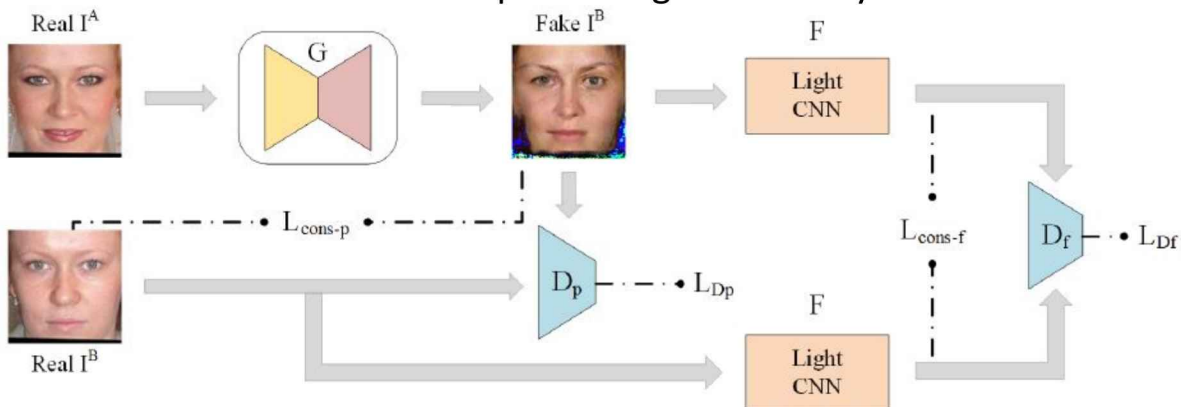 Real I^A
G
Fake I^B
F
Light
CNN
L_cons-p
D_p
L_Dp
L_cons-f
D_f
L_Df
Real I^B
F
Light
CNN